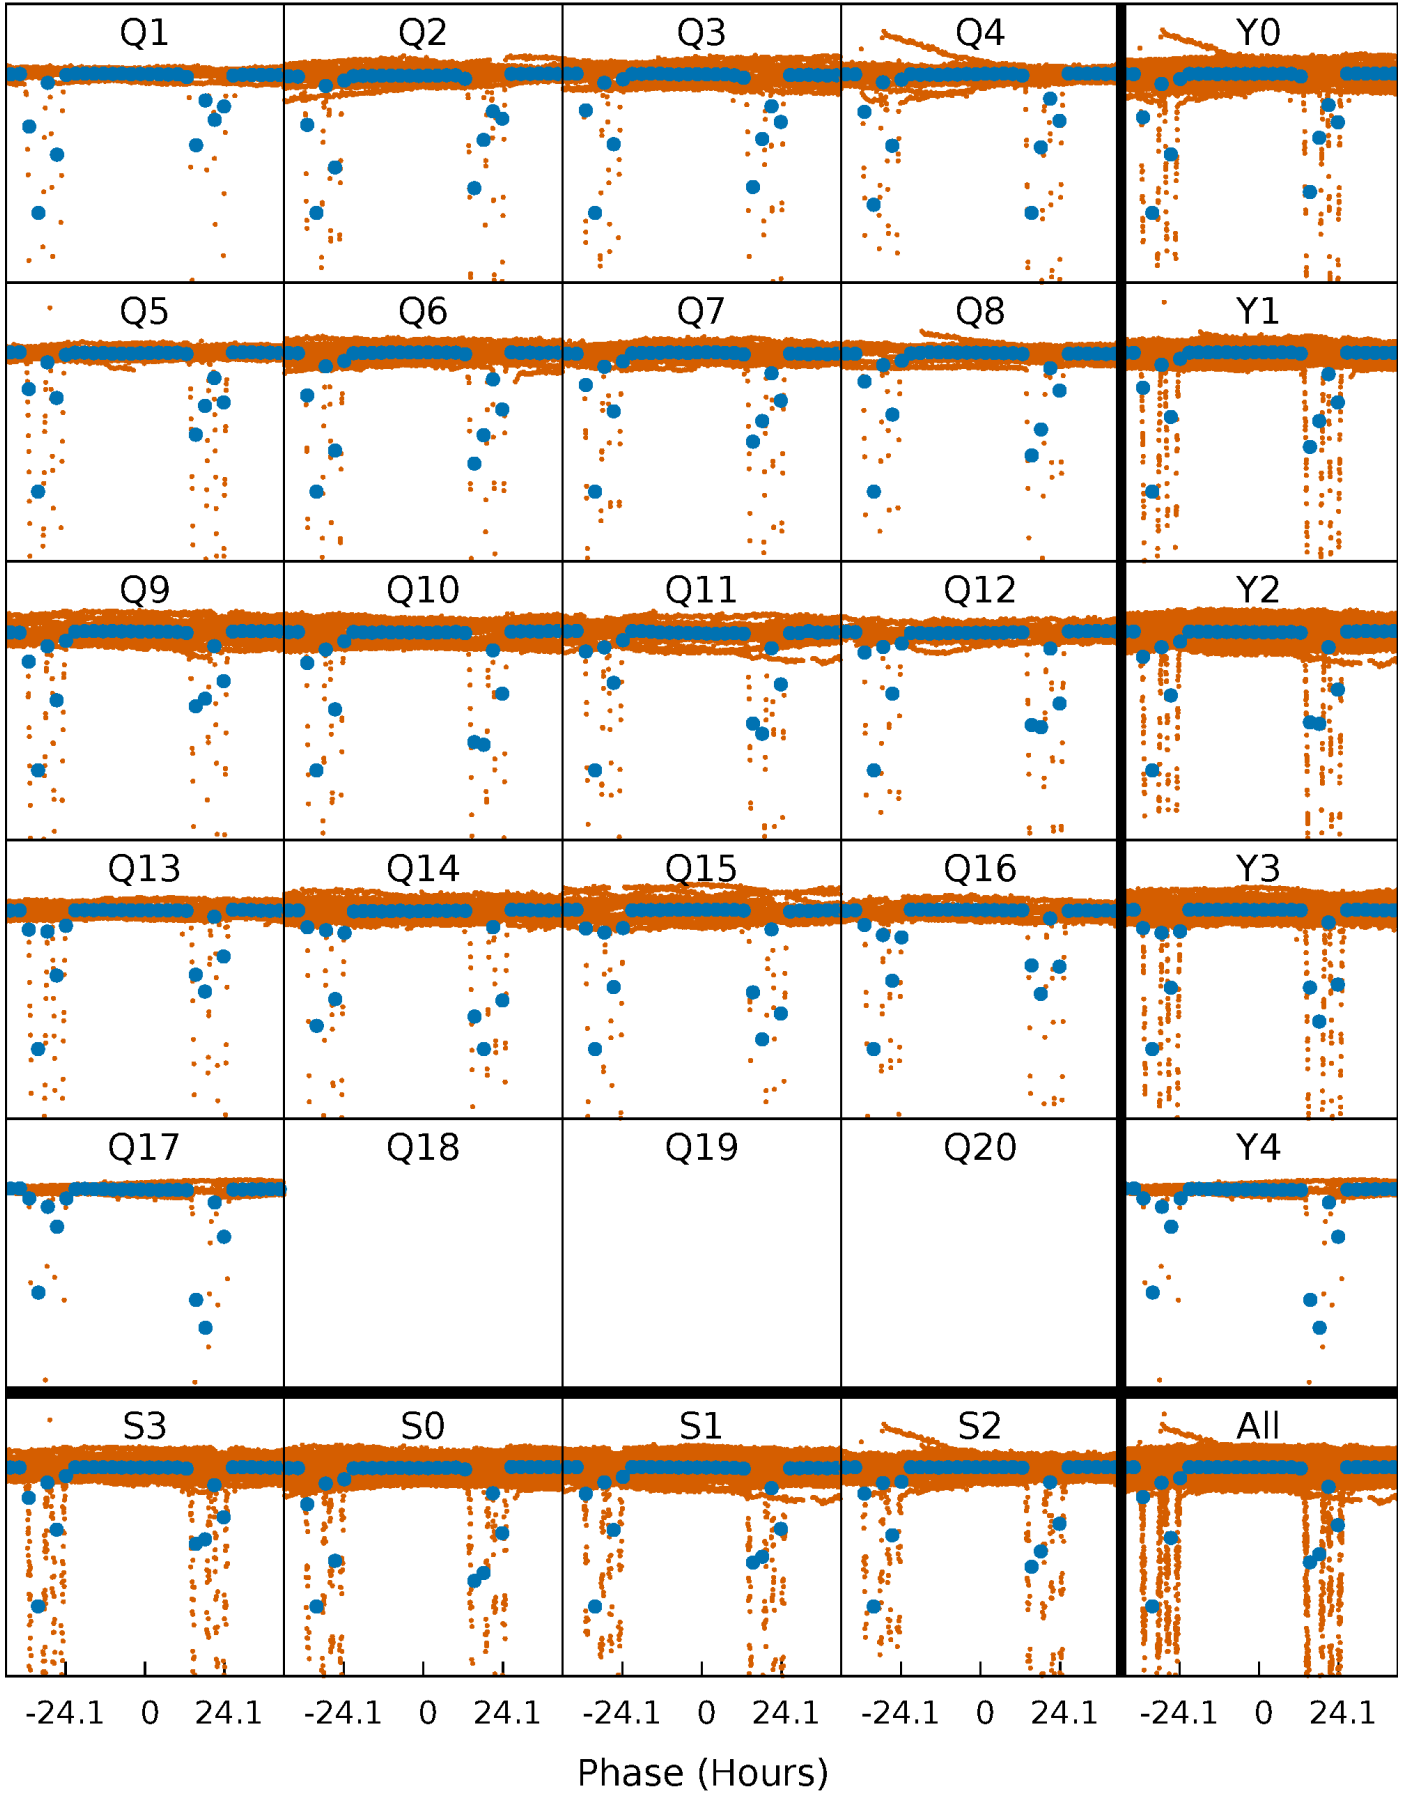 Q1 Q2 Q3 Q4 Y0
Q5 Q6 Q7 Q8 Y1
Q9 Q10 Q11 Q12 Y2
Q13 Q14 Q15 Q16 Y3
Q17 Q18 Q19 Q20 Y4
S3 S0 S1 S2 All
-24.1 0 24.1 -24.1 0 24.1 -24.1 0 24.1 -24.1 0 24.1 -24.1 0 24.1
Phase (Hours)